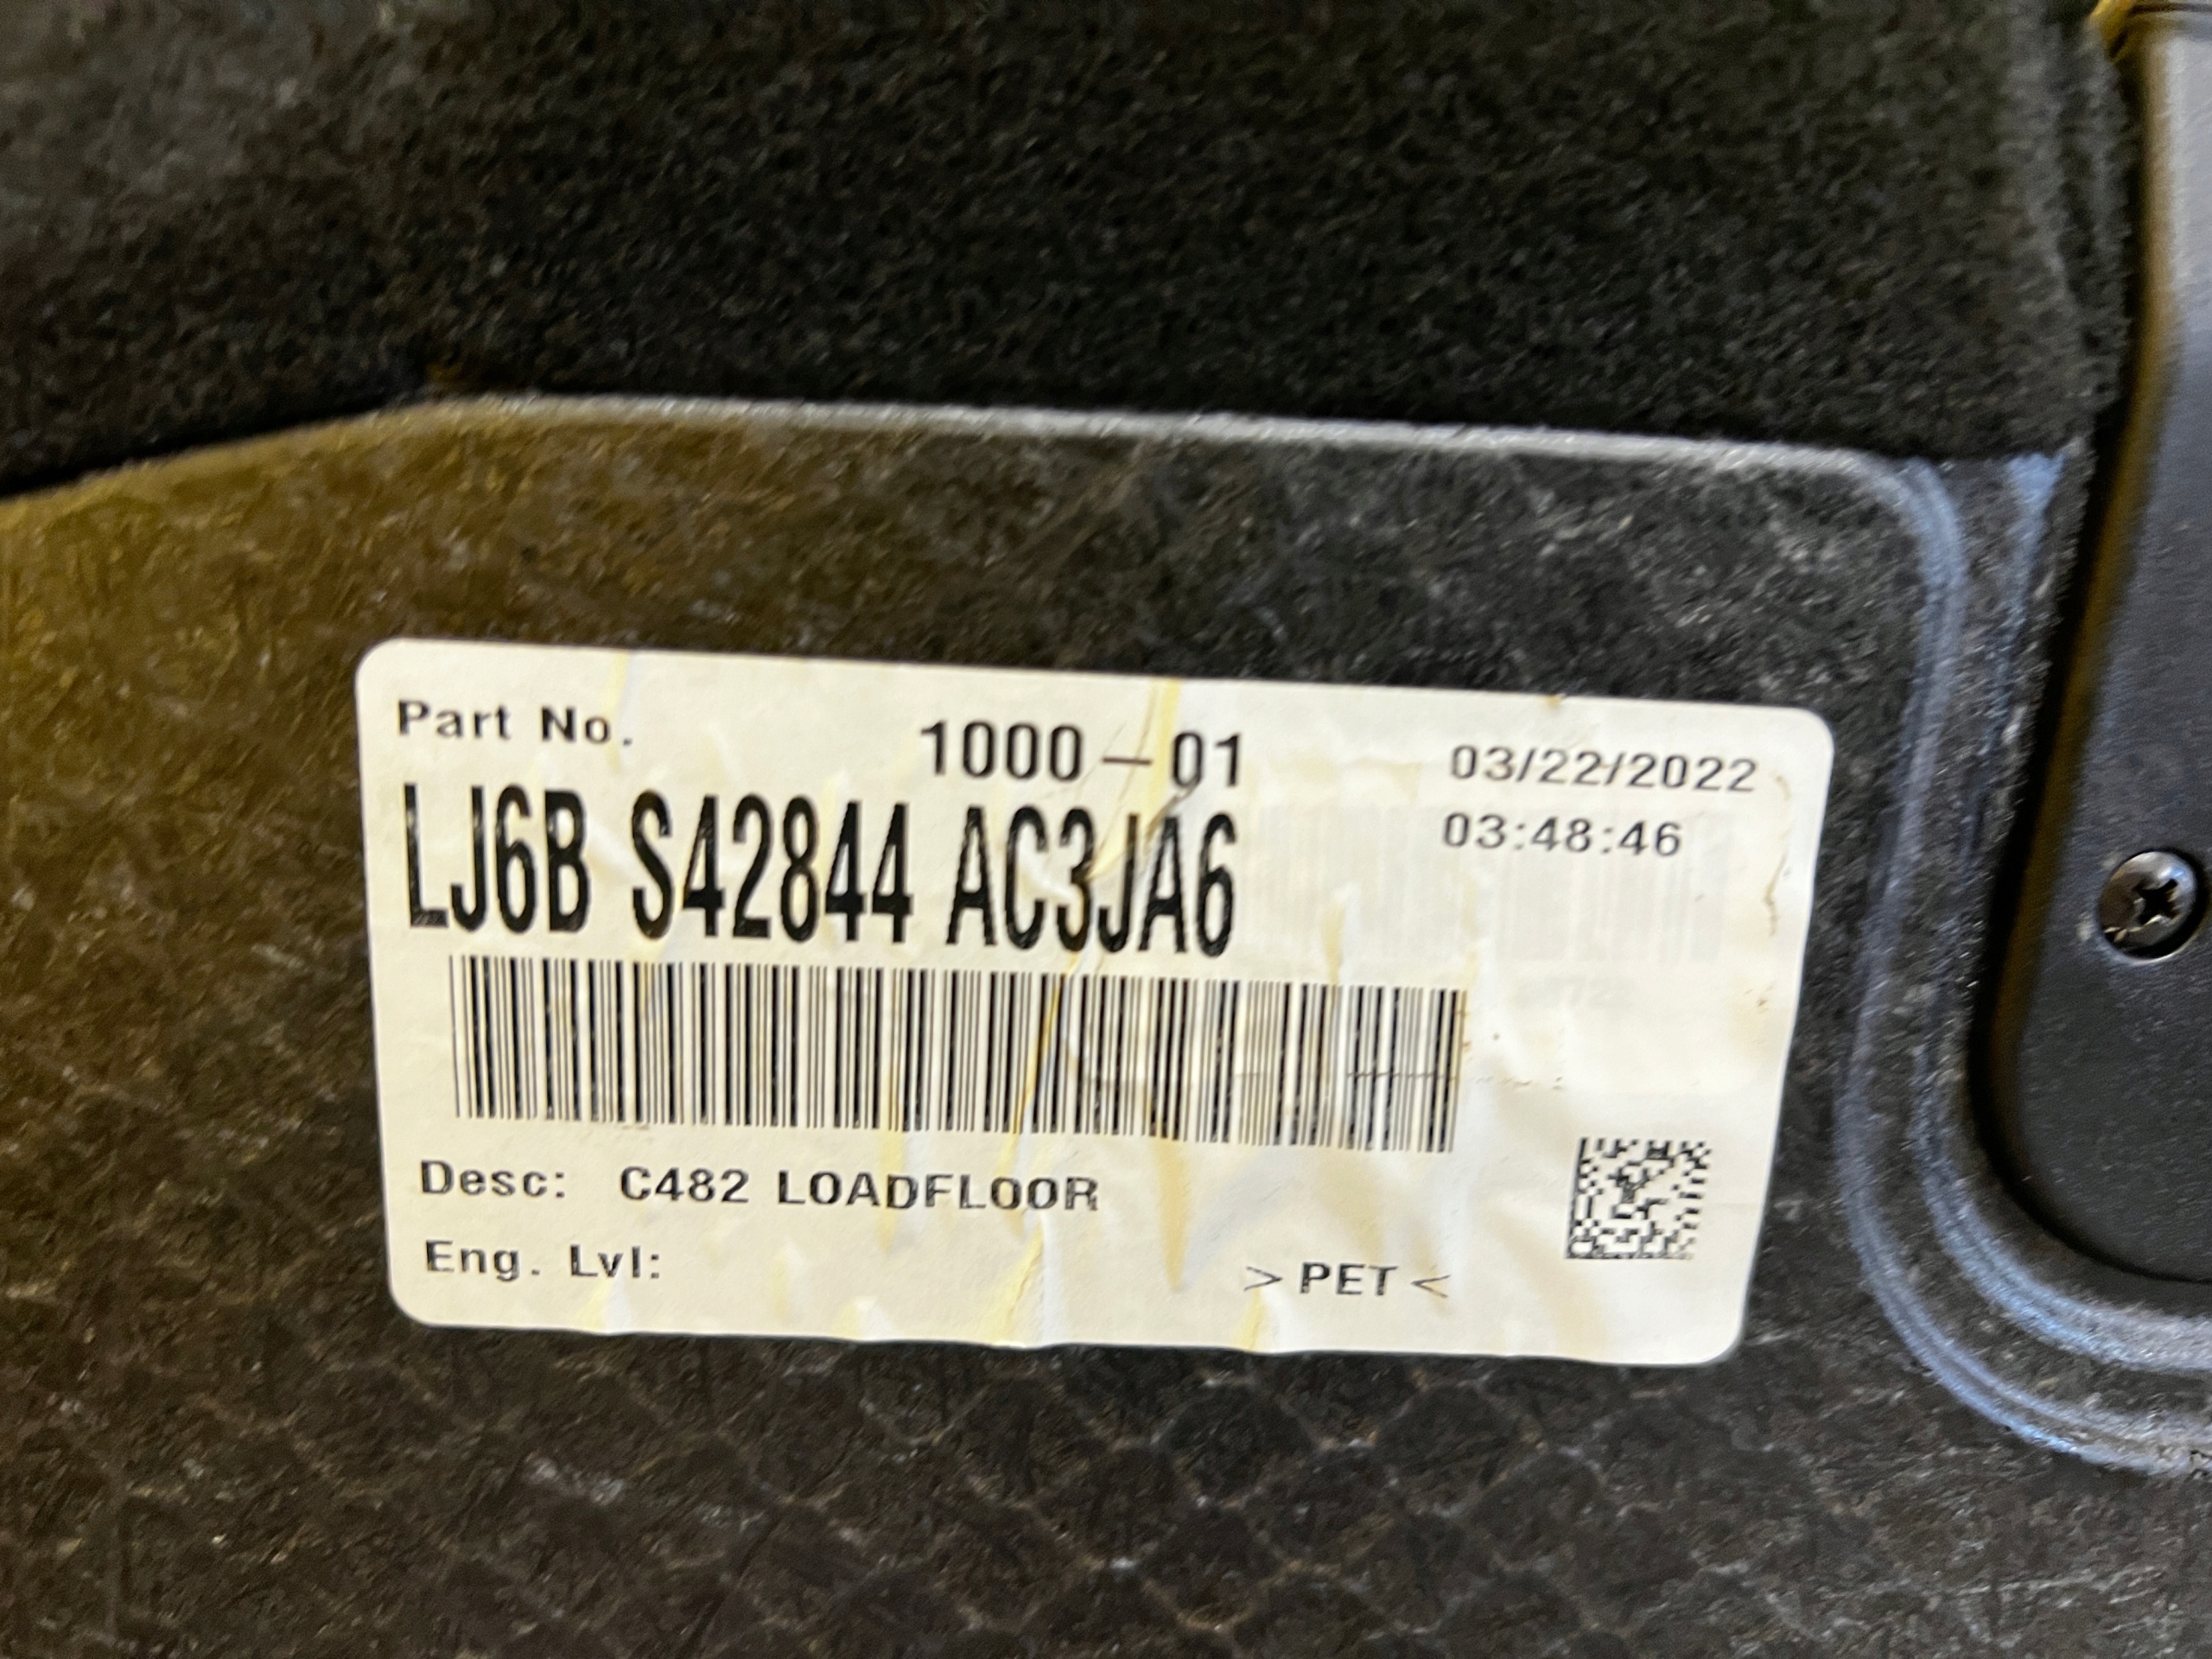 Part No. 1000-01 03/22/2022
LJ6B S42844 AC3JA6 03:48:46
Desc: C482 LOADFLOOR
Eng. Lvl: >PET<